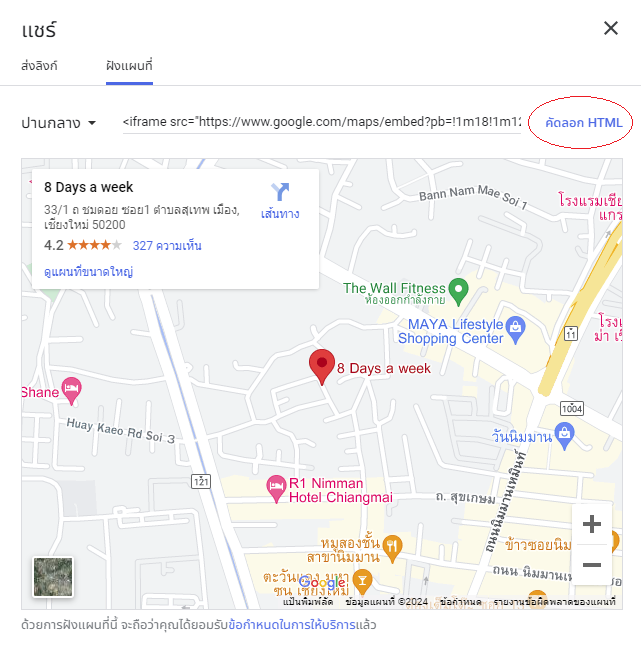 แชร์
ส่งลิงก์
ฝังแผนที่
ปานกลาง
<iframe src="https://www.google.com/maps/embed?pb=!1m18!1m12
คัดลอก HTML
8 Days a week
33/1 ถ ชมดอย ซอย1 ตำบลสุเทพ เมือง,
เชียงใหม่ 50200
เส้นทาง
4.2
327 ความเห็น
ดูแผนที่ขนาดใหญ่
Bann Nam Mae Soi 1
โรงแรมเชีย
แกร
The Wall Fitness
ห้องออกกำลังกาย
MAYA Lifestyle
Shopping Center
โรง
11
8 Days a week
Shane
1004
Huay Kaeo Rd Soi 3
วันนิมมาน
121
R1 Nimman
Hotel Chiangmai
ถ. สุขเกษม
ถนนนิมมานเหมินท์
หมูสองชั้น
สาขานิมมาน
ข้าวซอยนิมม
ตะวันแดง มหา
ชน เชียงใหม่
ถนน นิมมานเห
Google
แป้นพิมพ์ลัด
ข้อมูลแผนที่ ©2024
ข้อกำหนด
รายงานข้อผิดพลาดของแผนที่
ด้วยการฝังแผนที่นี้ จะถือว่าคุณได้ยอมรับข้อกำหนดในการให้บริการแล้ว